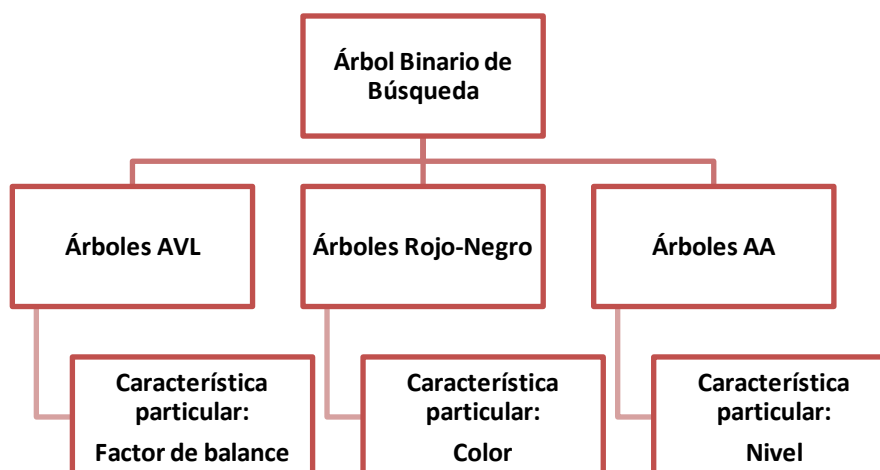 Árbol Binario de
Búsqueda
Árboles AVL
Árboles Rojo-Negro
Árboles AA
Característica
particular:
Factor de balance
Característica
particular:
Color
Característica
particular:
Nivel